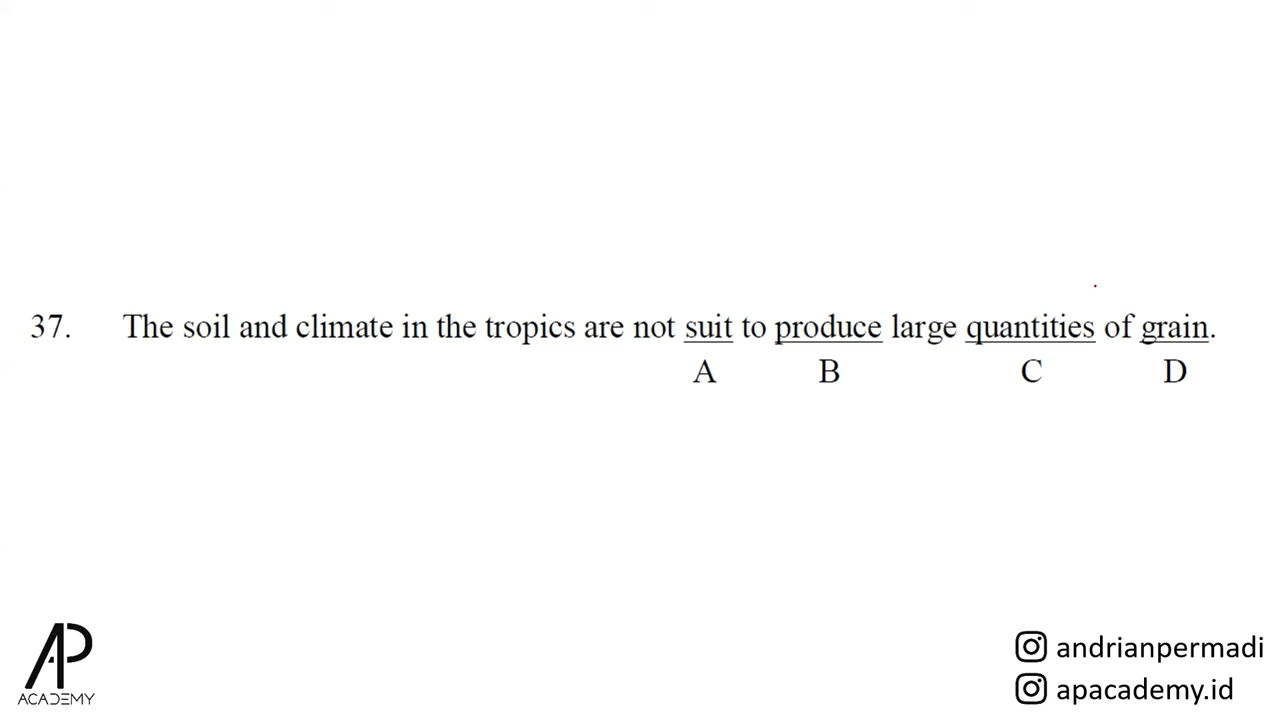 37. The soil and climate in the tropics are not suit to produce large quantities of grain.
A B C D
AP
ACADEMY
andrianpermadi
apacademy.id